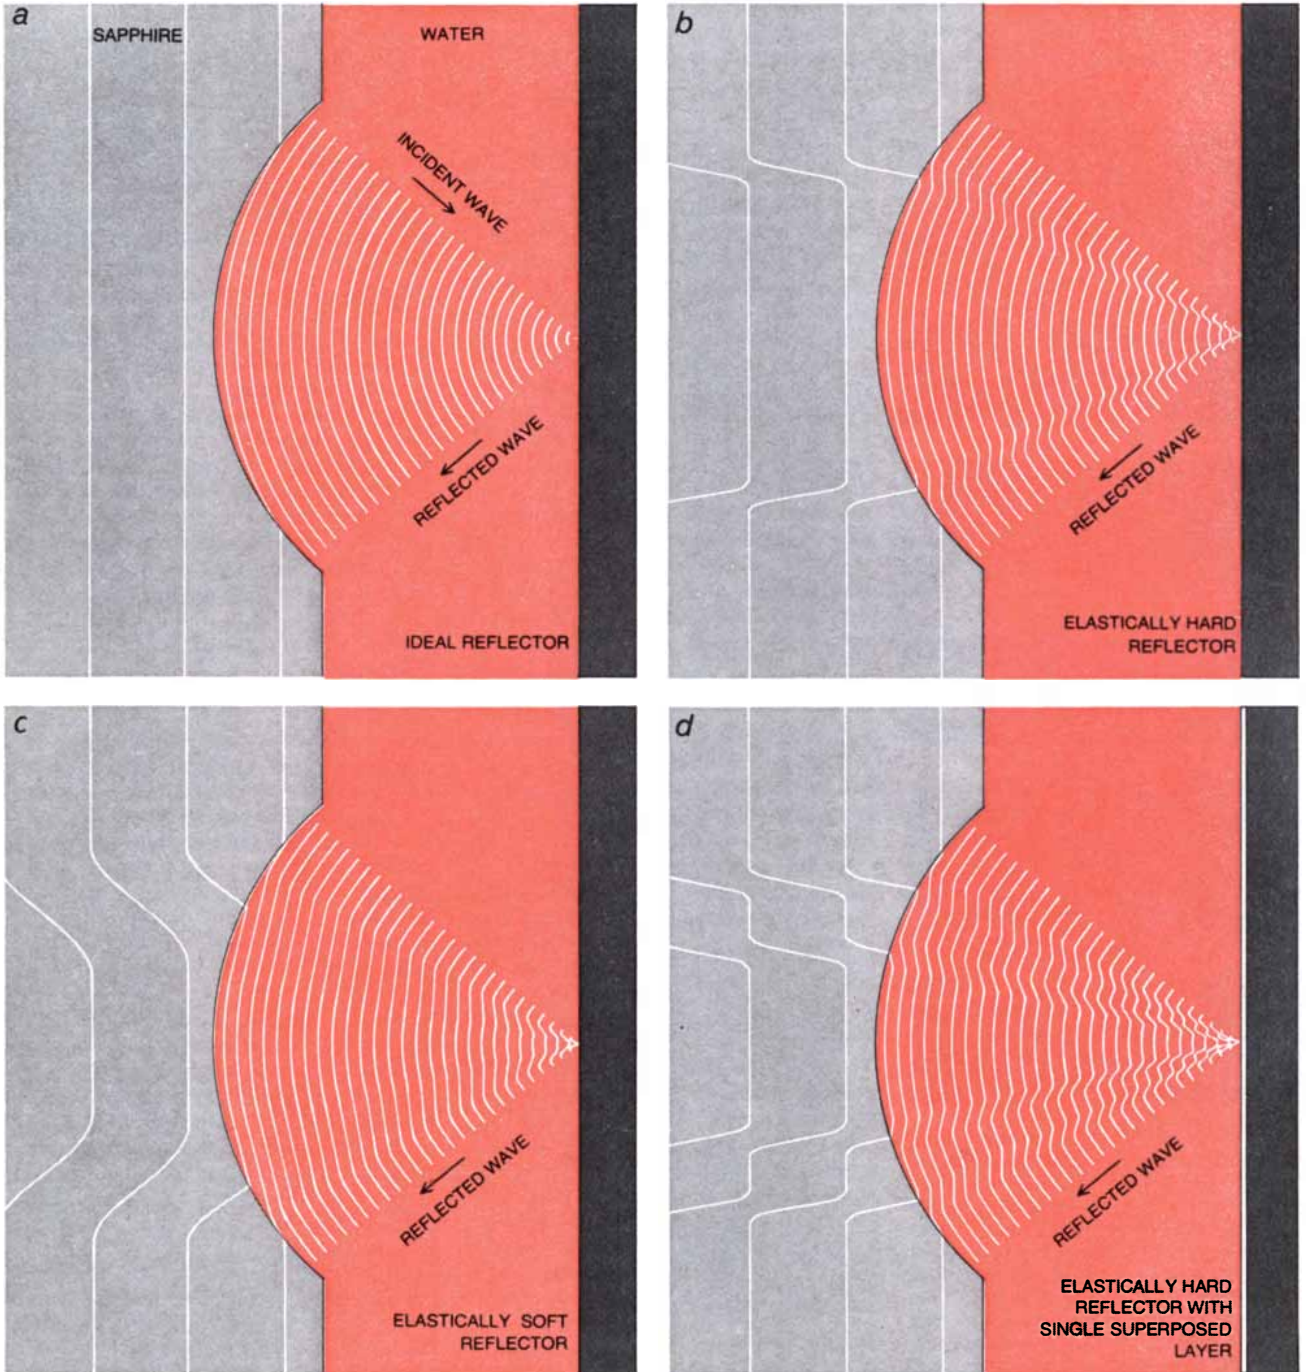 a
SAPPHIRE
WATER
INCIDENT WAVE
REFLECTED WAVE
IDEAL REFLECTOR
b
REFLECTED WAVE
ELASTICALLY HARD
REFLECTOR
c
REFLECTED WAVE
ELASTICALLY SOFT
REFLECTOR
d
REFLECTED WAVE
ELASTICALLY HARD
REFLECTOR WITH
SINGLE SUPERPOSED
LAYER